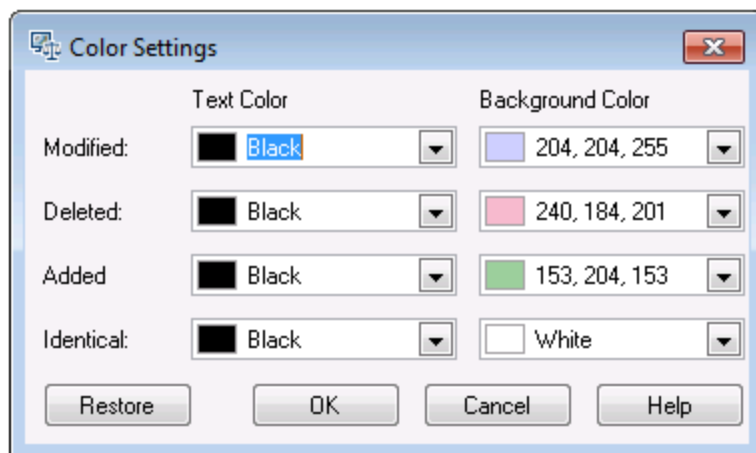 Color Settings
Text Color Background Color
Modified: Black 204, 204, 255
Deleted: Black 240, 184, 201
Added Black 153, 204, 153
Identical: Black White
Restore OK Cancel Help